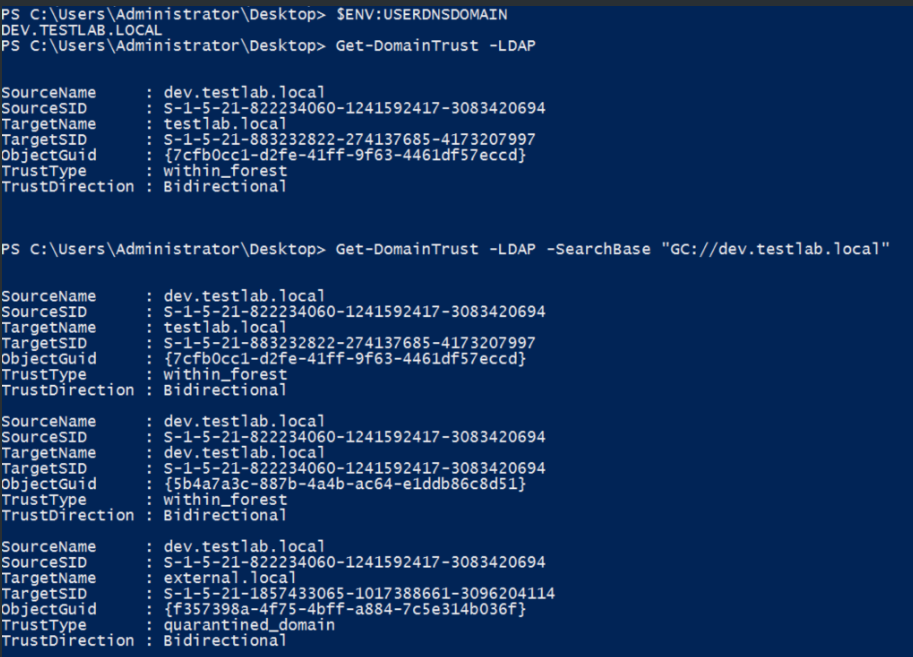 PS C:\Users\Administrator\Desktop> $ENV:USERDNSDOMAIN
DEV.TESTLAB.LOCAL
PS C:\Users\Administrator\Desktop> Get-DomainTrust -LDAP
SourceName      : dev.testlab.local
SourceSID       : S-1-5-21-822234060-1241592417-3083420694
TargetName      : testlab.local
TargetSID       : S-1-5-21-883232822-274137685-4173207997
ObjectGuid      : {7cfb0cc1-d2fe-41ff-9f63-4461df57eccd}
TrustType       : within_forest
TrustDirection : Bidirectional
PS C:\Users\Administrator\Desktop> Get-DomainTrust -LDAP -SearchBase "GC://dev.testlab.local"
SourceName      : dev.testlab.local
SourceSID       : S-1-5-21-822234060-1241592417-3083420694
TargetName      : testlab.local
TargetSID       : S-1-5-21-883232822-274137685-4173207997
ObjectGuid      : {7cfb0cc1-d2fe-41ff-9f63-4461df57eccd}
TrustType       : within_forest
TrustDirection : Bidirectional
SourceName      : dev.testlab.local
SourceSID       : S-1-5-21-822234060-1241592417-3083420694
TargetName      : dev.testlab.local
TargetSID       : S-1-5-21-822234060-1241592417-3083420694
ObjectGuid      : {5b4a7a3c-887b-4a4b-ac64-e1ddb86c8d51}
TrustType       : within_forest
TrustDirection : Bidirectional
SourceName      : dev.testlab.local
SourceSID       : S-1-5-21-822234060-1241592417-3083420694
TargetName      : external.local
TargetSID       : S-1-5-21-1857433065-1017388661-3096204114
ObjectGuid      : {f357398a-4f75-4bff-a884-7c5e314b036f}
TrustType       : quarantined_domain
TrustDirection : Bidirectional